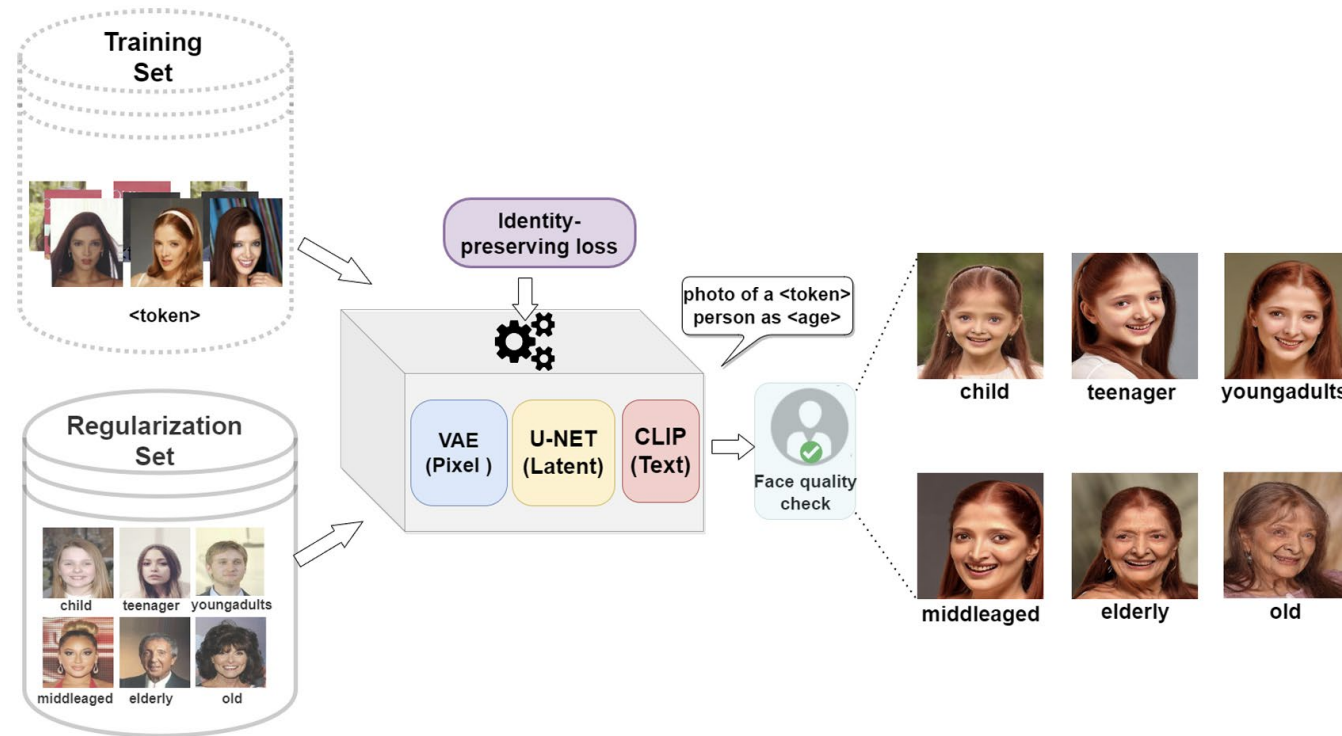 Training
Set
<token>
Regularization
Set
child
teenager
youngadults
middleaged
elderly
old
Identity-
preserving loss
VAE
(Pixel )
U-NET
(Latent)
CLIP
(Text)
photo of a <token>
person as <age>
Face quality
check
child
teenager
youngadults
middleaged
elderly
old